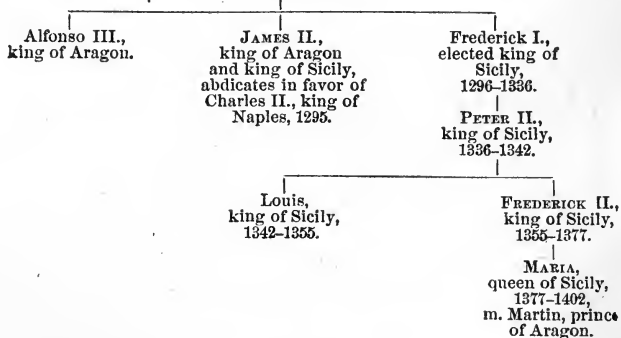 Alfonso III.,
king of Aragon.
JAMES II.,
king of Aragon
and king of Sicily,
abdicates in favor of
Charles II., king of
Naples, 1295.
Frederick I.,
elected king of
Sicily,
1296–1336.
PETER II.,
king of Sicily,
1336–1342.
Louis,
king of Sicily,
1342–1355.
FREDERICK II.,
king of Sicily,
1355–1377.
MARIA,
queen of Sicily,
1377–1402,
m. Martin, prince
of Aragon.